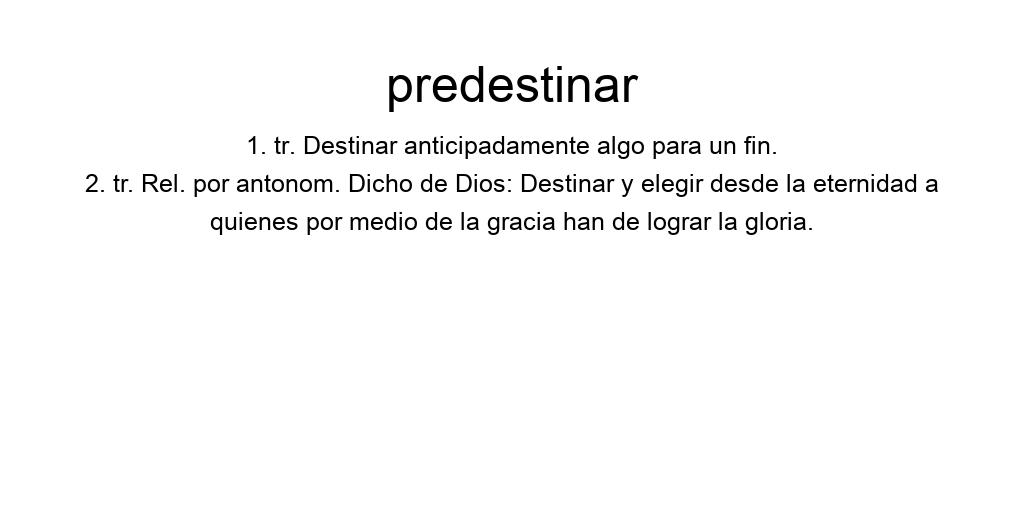 predestinar
1. tr. Destinar anticipadamente algo para un fin.
2. tr. Rel. por antonom. Dicho de Dios: Destinar y elegir desde la eternidad a
quienes por medio de la gracia han de lograr la gloria.